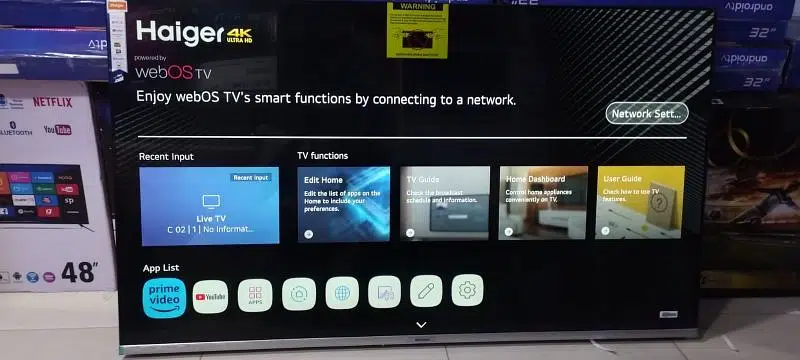 WARNING
Haiger 4K
ULTRA HD
powered by
webOS TV
Enjoy webOS TV's smart functions by connecting to a network.
Network Sett...
Recent Input
TV functions
Recent Input
Live TV
C 02 | 1 | No Informat...
Edit Home
Edit the list of apps on the
Home to include your
preferences.
TV Guide
Check the broadcast
schedule and information.
Home Dashboard
Control home appliances
conveniently on TV.
User Guide
Check how to use TV
features.
App List
prime
video
YouTube
APPS
NETFLIX
BLUETOOTH
YouTube
48"
androidtv
androidtv
32"
androidtv
32"